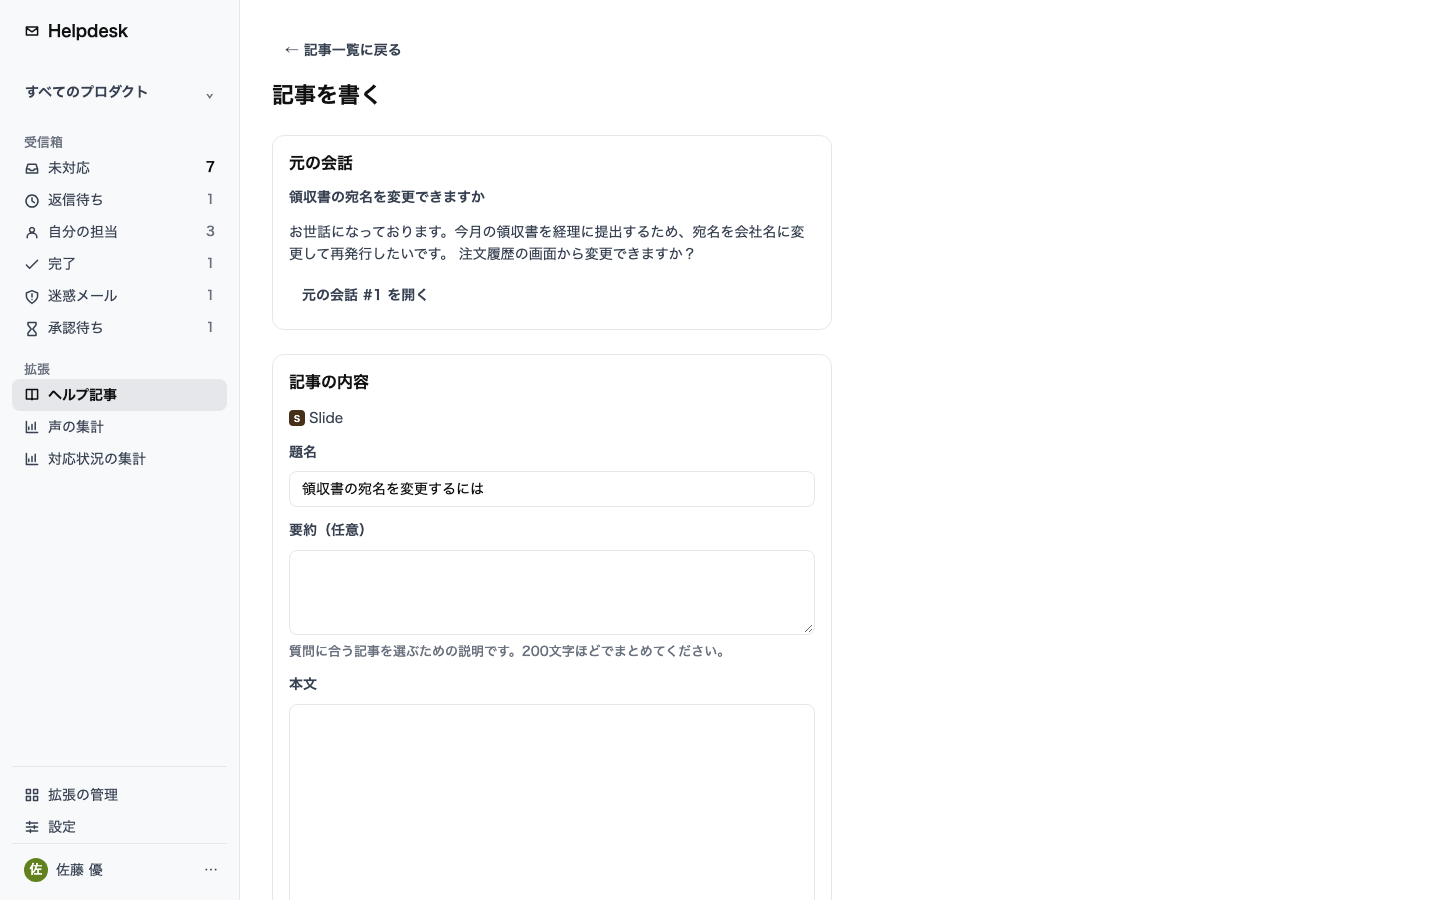 Helpdesk
すべてのプロダクト
受信箱
未対応 7
返信待ち 1
自分の担当 3
完了 1
迷惑メール 1
承認待ち 1
拡張
ヘルプ記事
声の集計
対応状況の集計
拡張の管理
設定
佐 佐藤 優 …
← 記事一覧に戻る
記事を書く
元の会話
領収書の宛名を変更できますか
お世話になっております。今月の領収書を経理に提出するため、宛名を会社名に変
更して再発行したいです。 注文履歴の画面から変更できますか？
元の会話 #1 を開く
記事の内容
S Slide
題名
領収書の宛名を変更するには
要約（任意）
質問に合う記事を選ぶための説明です。200文字ほどでまとめてください。
本文